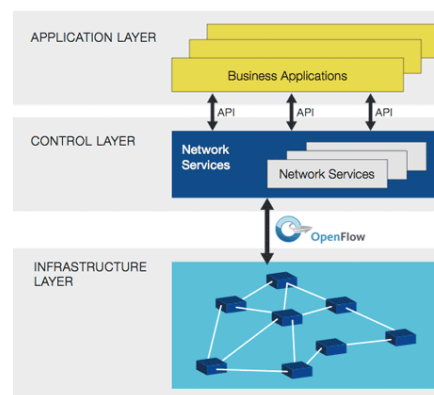 APPLICATION LAYER
Business Applications
API
API
API
CONTROL LAYER
Network
Services
Network Services
OpenFlow
INFRASTRUCTURE
LAYER